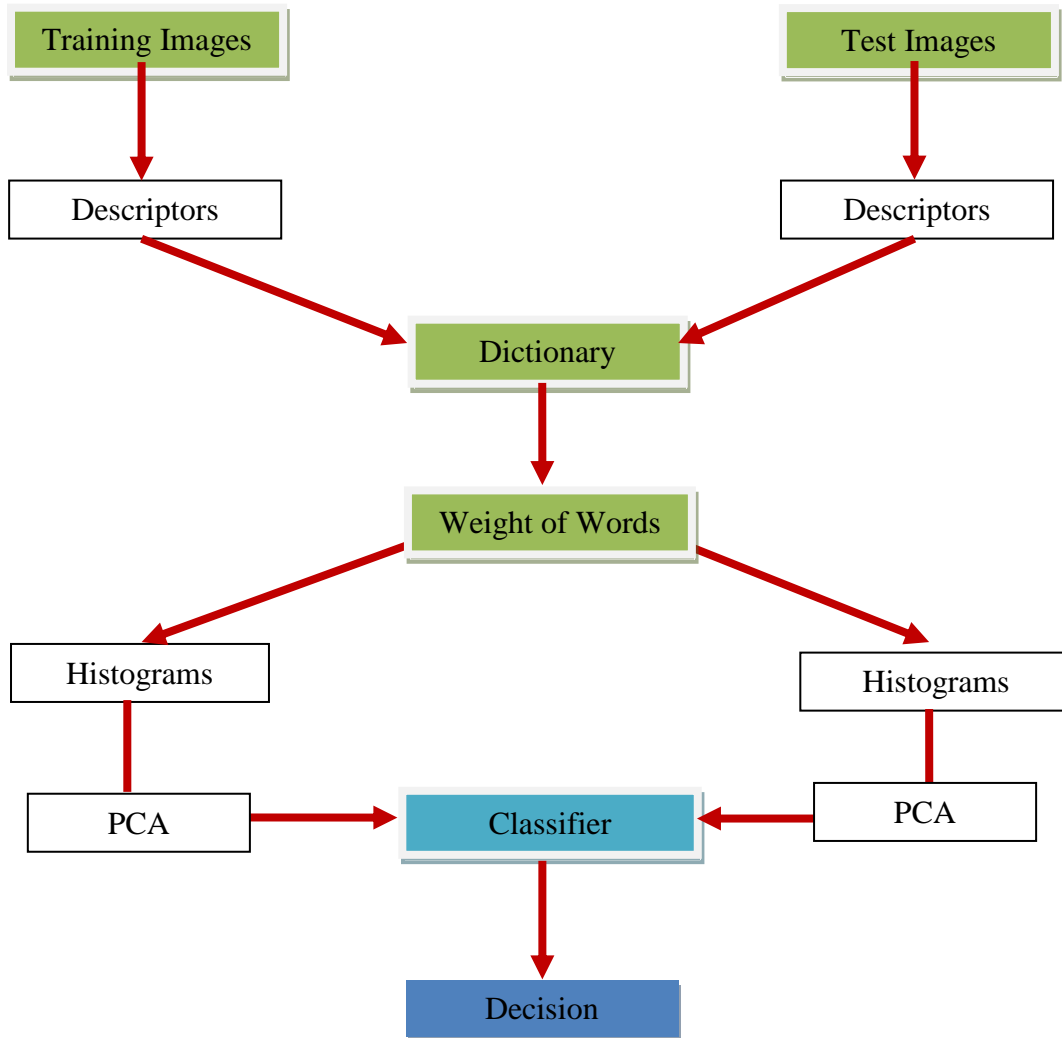 Training Images
Test Images
Descriptors
Descriptors
Dictionary
Weight of Words
Histograms
Histograms
PCA
Classifier
PCA
Decision